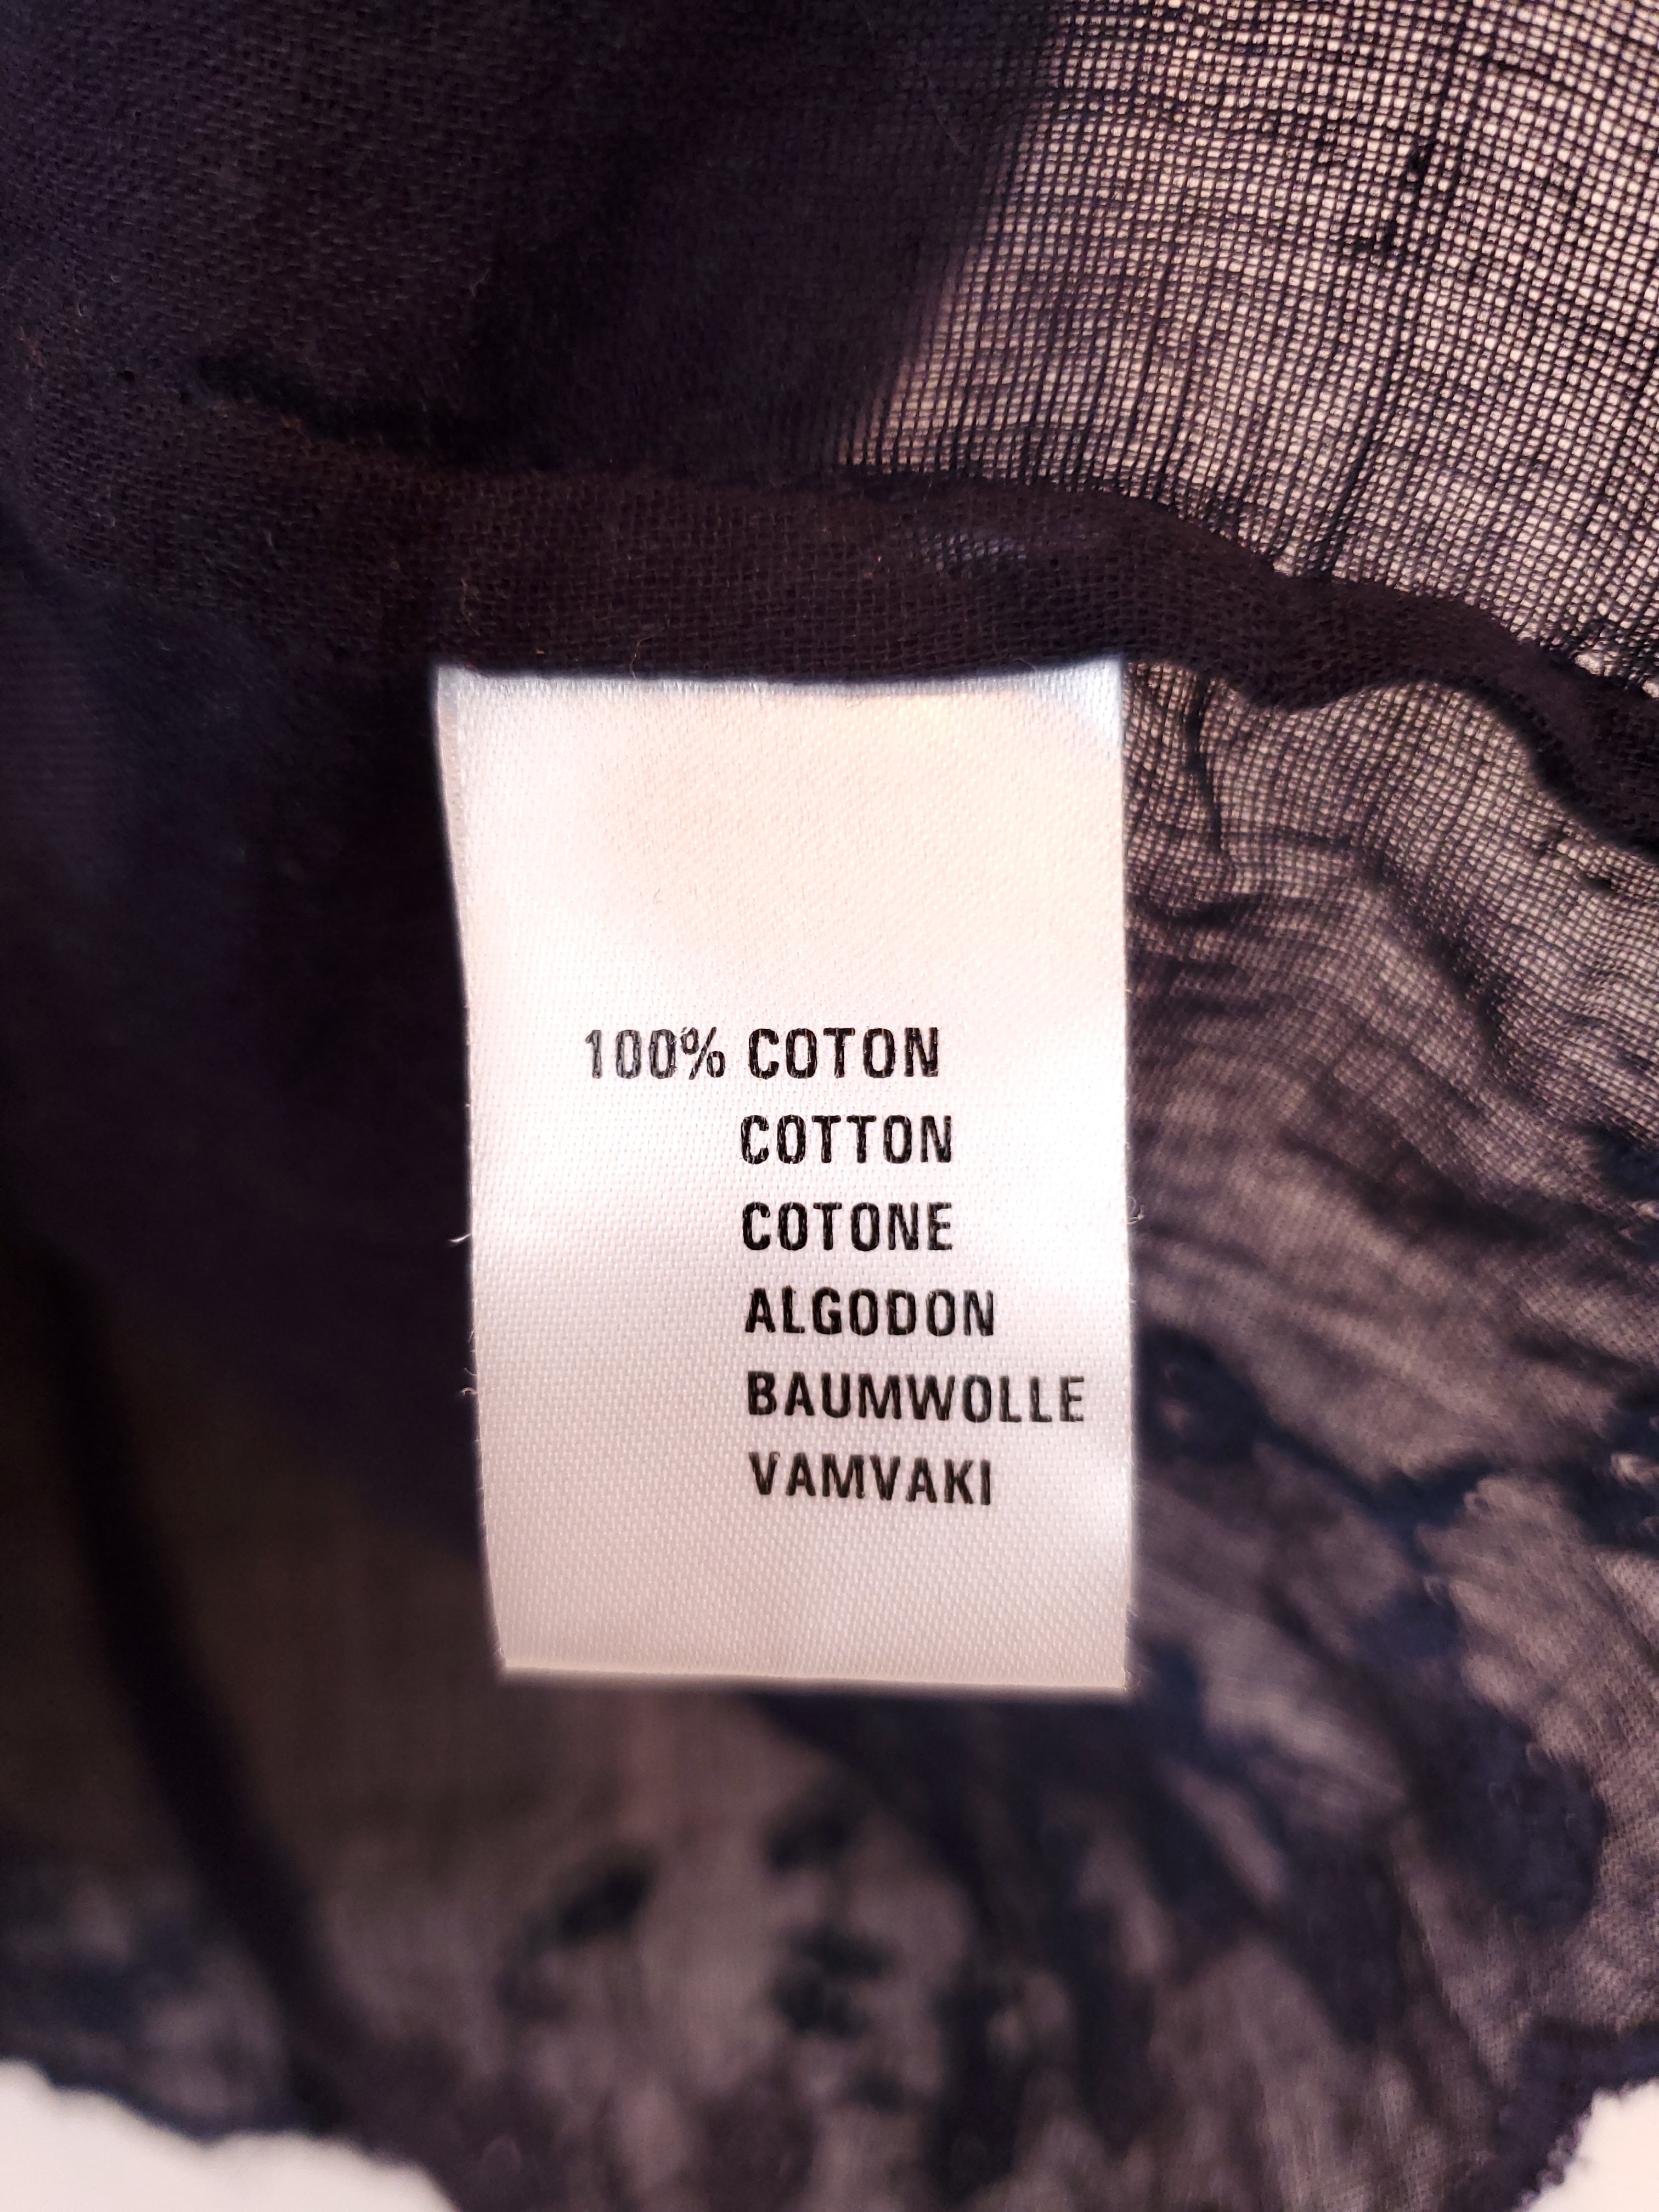 100% COTON
COTTON
COTONE
ALGODON
BAUMWOLLE
VAMVAKI